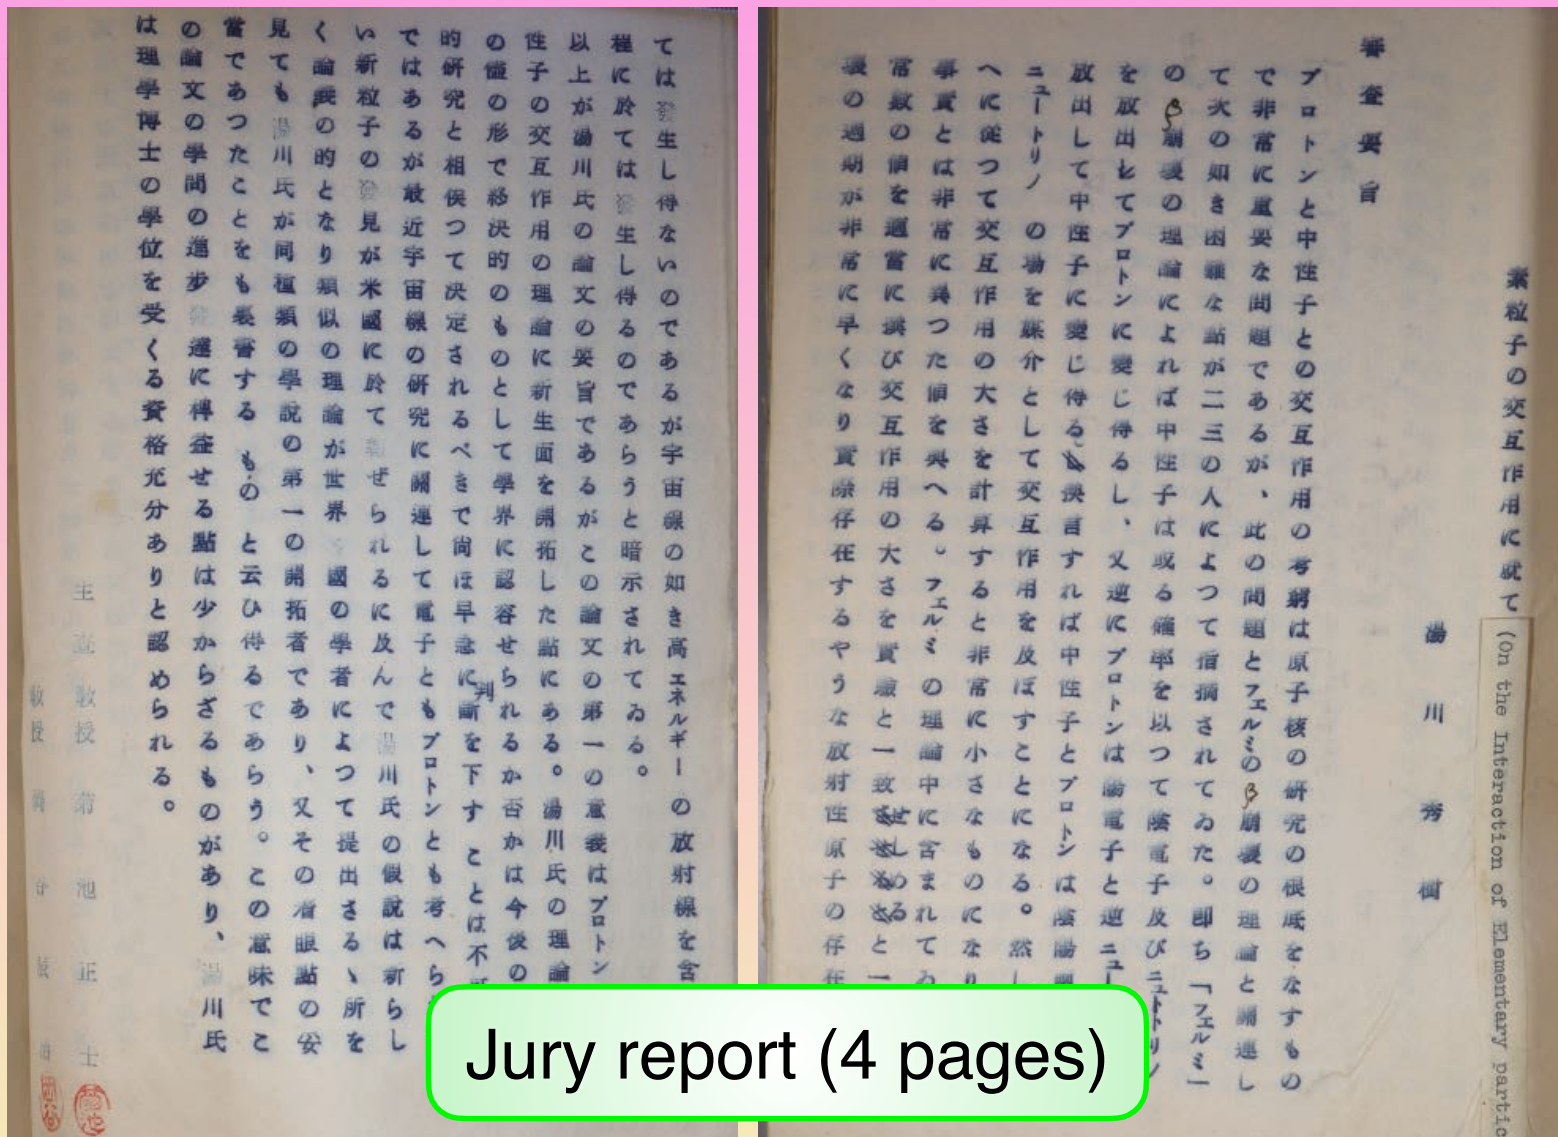 素粒子の交互作用に就て (On the Interaction of Elementary partic
湯川秀樹
審査要旨
プロトンと中性子との交互作用の考窮は原子核の研究の根底をなすもの
で非常に重要な問題であるが、此の問題とフェルミのβ崩壞の理論と關連し
て次の如き困難な點が二三の人によつて指摘されてゐた。卽ち「フェルミー
のβ崩壞の理論によれば中性子は或る確率を以つて陰電子及びニュートリノ
を放出してプロトンに變じ得るし、又逆にプロトンは陽電子と逆ニュー
放出して中性子に變じ得る。換言すれば中性子とプロトンは陰陽
ニュートリノの場を媒介として交互作用を及ぼすことになる。然し
へに從つて交互作用の大さを計算すると非常に小さなものになり
事實とは非常に異つた値を與へる。フェルミの理論中に含まれてゐ
常數の値を適當に撰び交互作用の大さを實驗と一致せしめると一
壞の週期が非常に早くなり實際存在するやうな放射性原子の存在
ては發生し得ないのであるが宇宙線の如き高エネルギーの放射線を含
程に於ては發生し得るのであらうと暗示されてゐる。
以上が湯川氏の論文の要旨であるがこの論文の第一の意義はプロトン
性子の交互作用の理論に新生面を開拓した點にある。湯川氏の理論
の儘の形で終決的のものとして學界に認容せられるか否かは今後の
的研究と相俟つて決定されるべきで尚ほ早急に判斷を下すことは不
ではあるが最近宇宙線の研究に關連して電子ともプロトンとも考へら
い新粒子の發見が米國に於て報ぜられるに及んで湯川氏の假說は新らし
く論議の的となり類似の理論が世界各國の學者によつて提出さるゝ所を
見ても湯川氏が同種類の學說の第一の開拓者であり、又その着眼點の妥
當であつたことをも裏書するものと云ひ得るであらう。この意味でこ
の論文の學問の進步發達に裨益せる點は少からざるものがあり、湯川氏
は理學博士の學位を受くる資格充分ありと認められる。
主査 教授 菊池正士
教授 岡谷辰治
Jury report (4 pages)